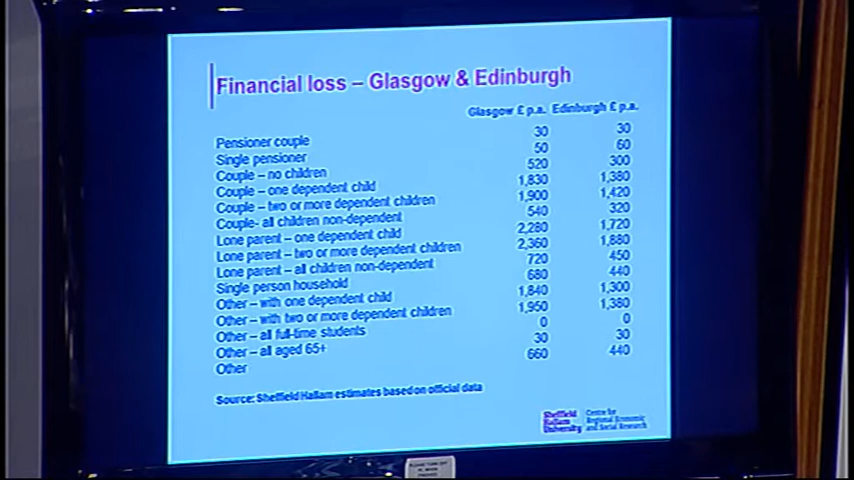 Financial loss – Glasgow & Edinburgh
Glasgow £ p.a. Edinburgh £ p.a.
Pensioner couple 30 30
Single pensioner 50 60
Couple – no children 520 300
Couple – one dependent child 1,830 1,380
Couple – two or more dependent children 1,900 1,420
Couple- all children non-dependent 540 320
Lone parent – one dependent child 2,280 1,720
Lone parent – two or more dependent children 2,360 1,880
Lone parent – all children non-dependent 720 450
Single person household 680 440
Other – with one dependent child 1,840 1,300
Other – with two or more dependent children 1,950 1,380
Other – all full-time students 0 0
Other – all aged 65+ 30 30
Other 660 440
Source: Sheffield Hallam estimates based on official data
Sheffield
Hallam
University
Centre for
Regional Economic
and Social Research
PLEASE TURN OFF